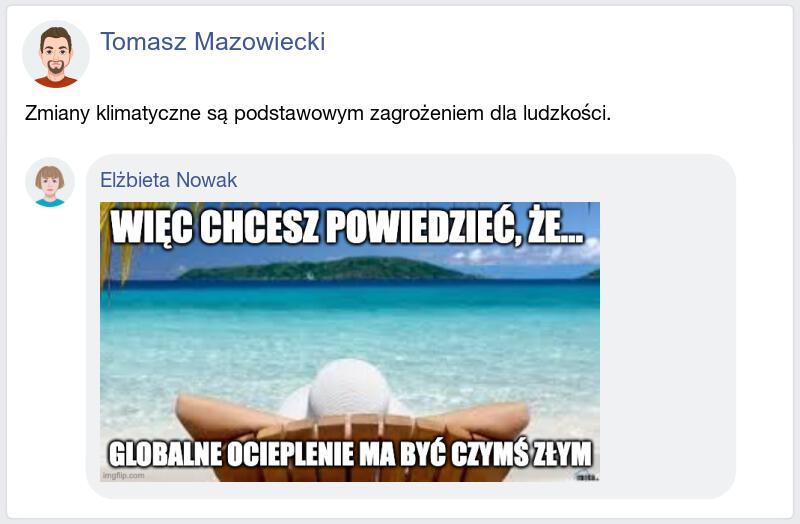 Tomasz Mazowiecki
Zmiany klimatyczne są podstawowym zagrożeniem dla ludzkości.
Elżbieta Nowak
WIĘC CHCESZ POWIEDZIEĆ, ŻE...
GLOBALNE OCIEPLENIE MA BYĆ CZYMŚ ZŁYM
imgflip.com